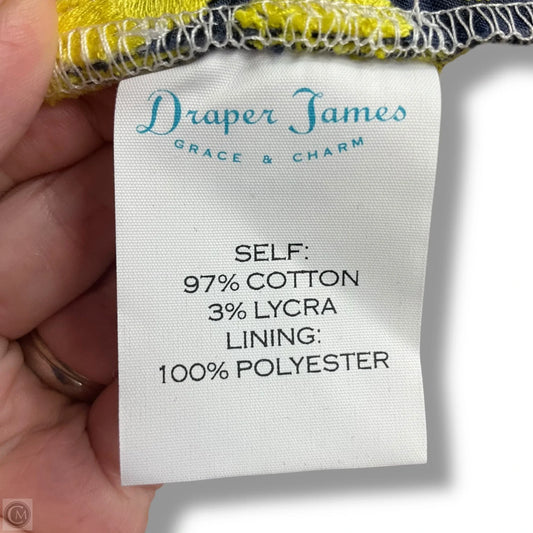 Draper James
GRACE & CHARM
SELF:
97% COTTON
3% LYCRA
LINING:
100% POLYESTER